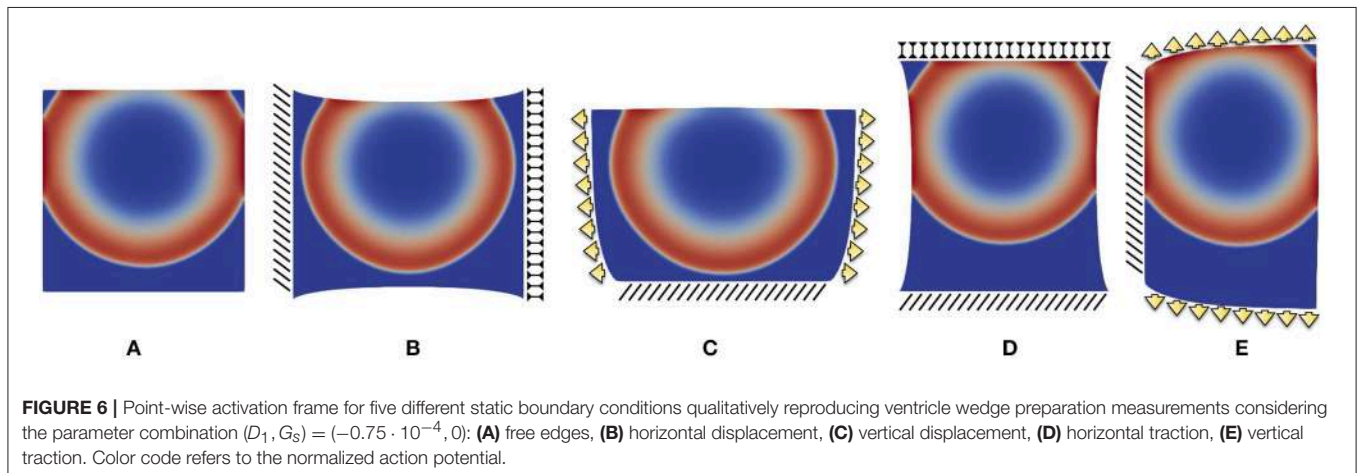 A B C D E
FIGURE 6 | Point-wise activation frame for five different static boundary conditions qualitatively reproducing ventricle wedge preparation measurements considering
the parameter combination (D₁, Gₛ) = (−0.75 · 10⁻⁴, 0): (A) free edges, (B) horizontal displacement, (C) vertical displacement, (D) horizontal traction, (E) vertical
traction. Color code refers to the normalized action potential.